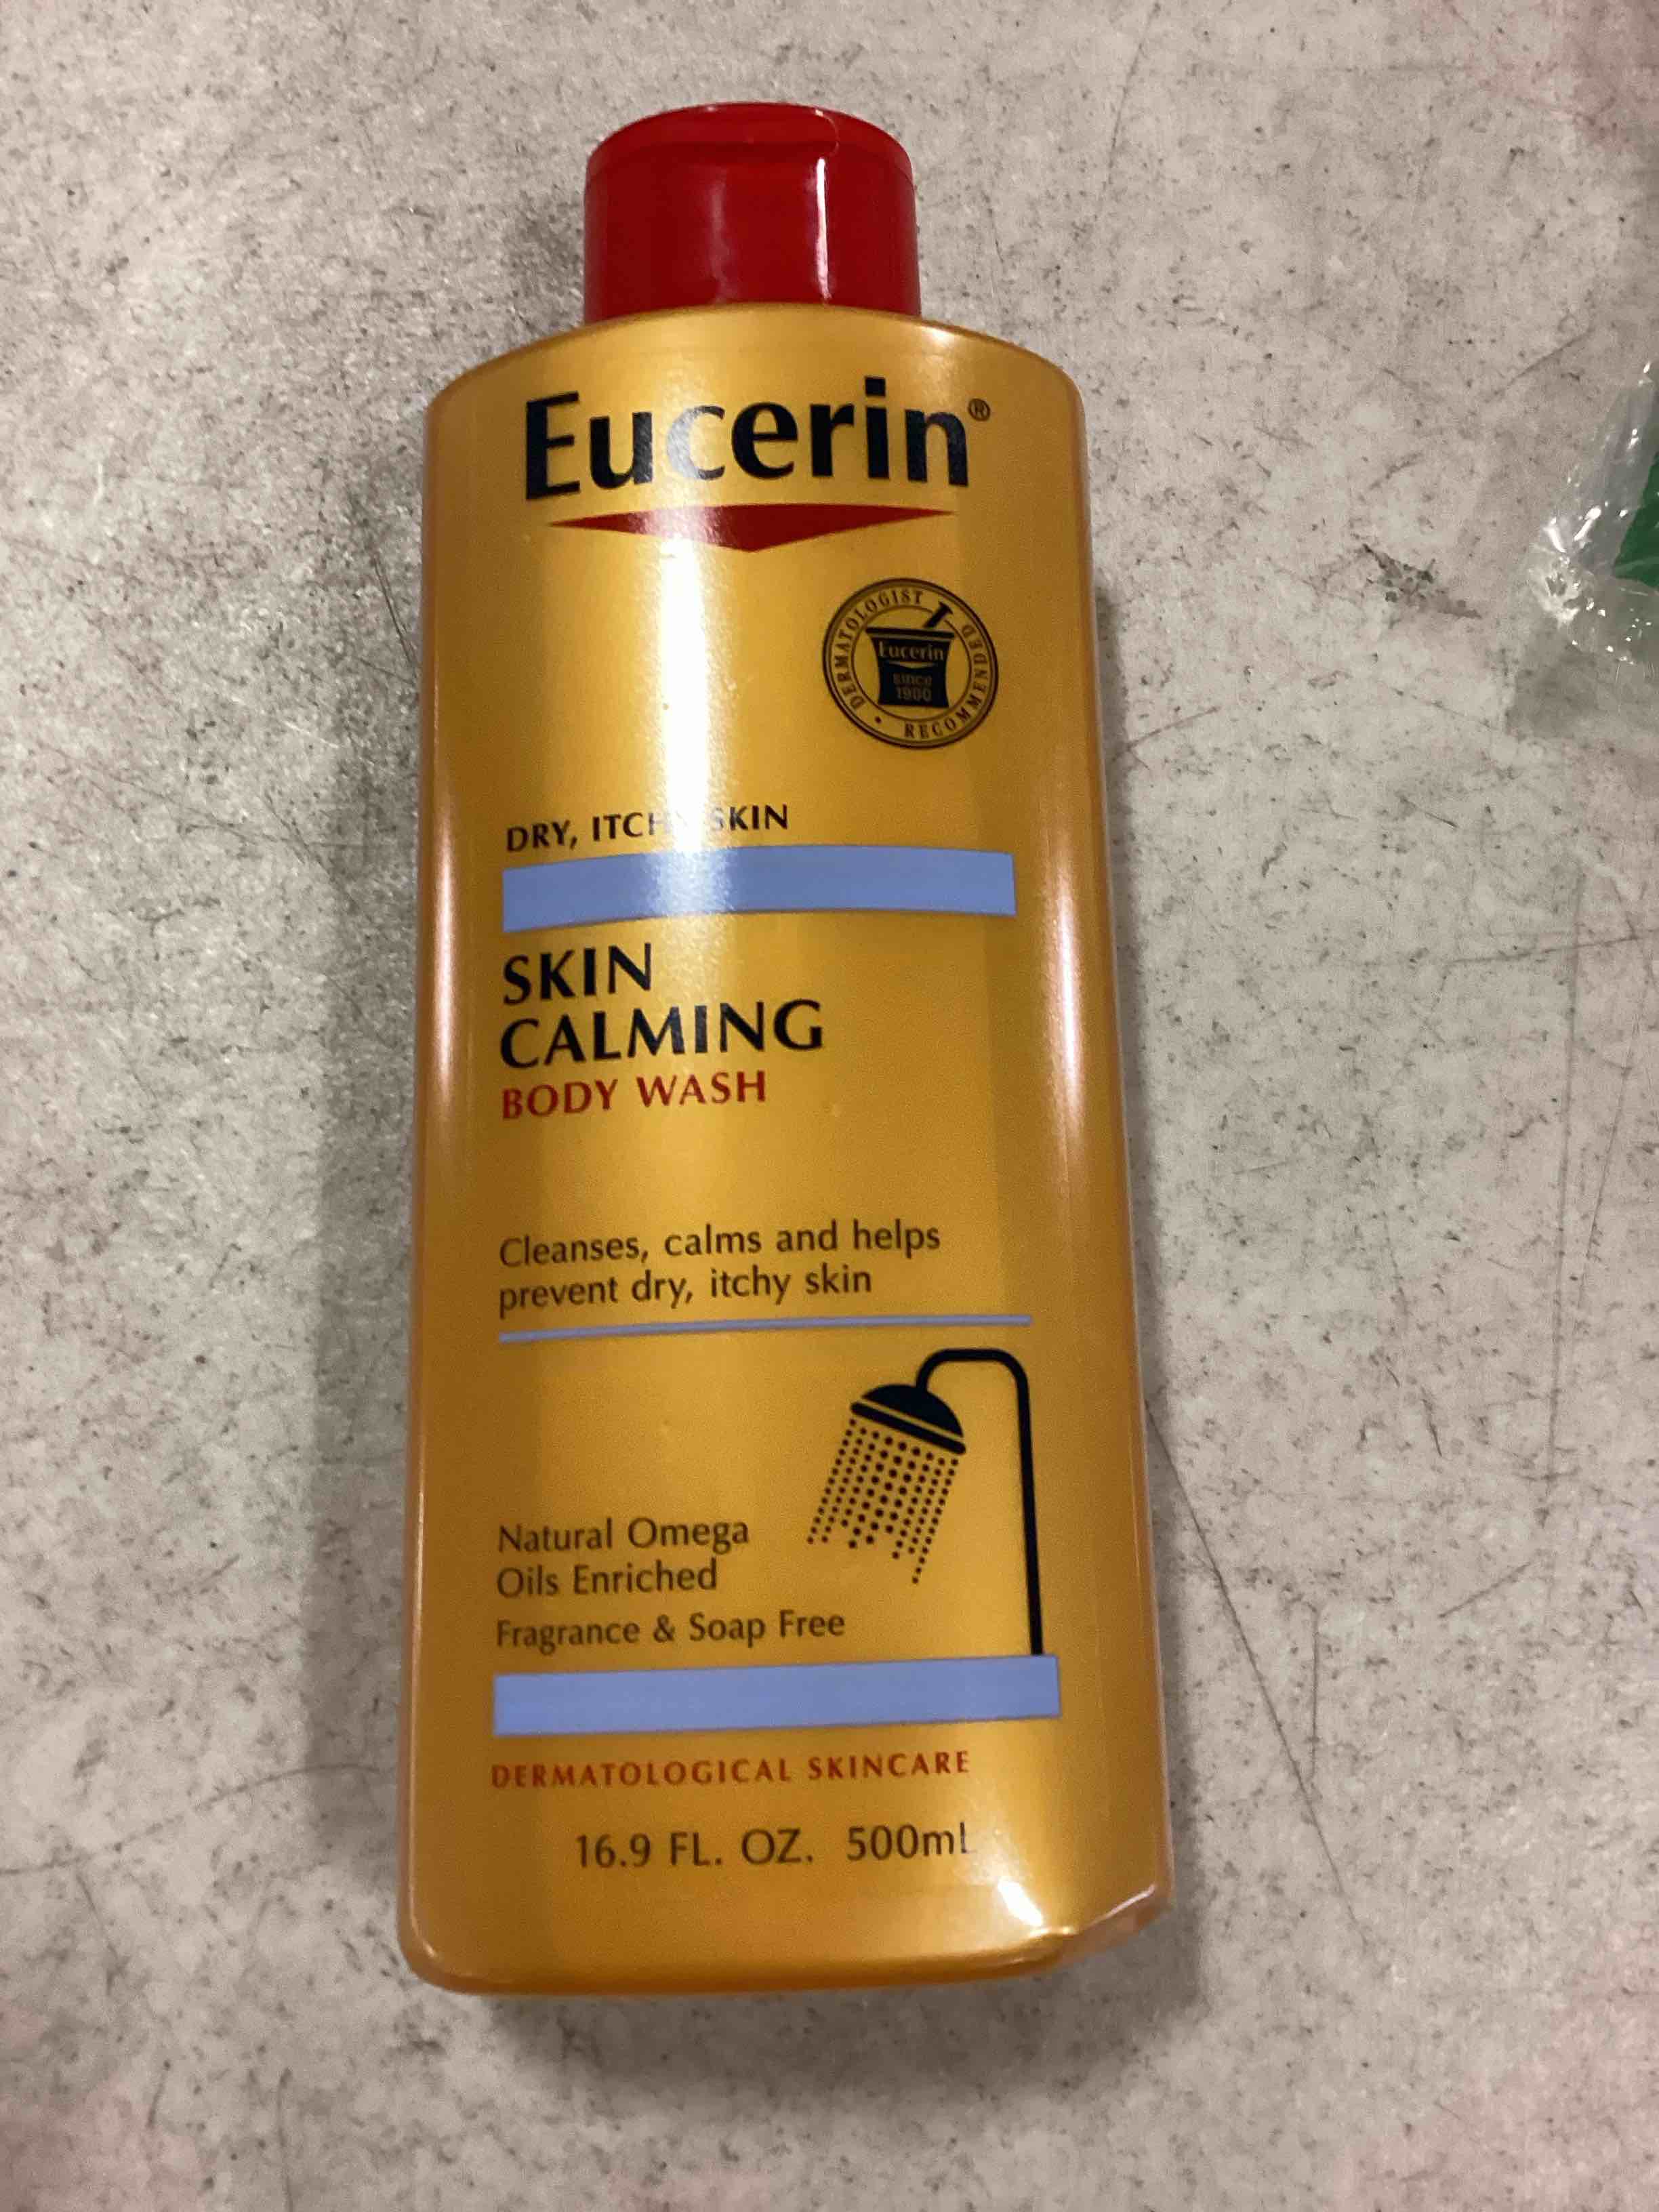 Eucerin®
DERMATOLOGIST RECOMMENDED
Eucerin
since
1900
DRY, ITCHY SKIN
SKIN
CALMING
BODY WASH
Cleanses, calms and helps
prevent dry, itchy skin
Natural Omega
Oils Enriched
Fragrance & Soap Free
DERMATOLOGICAL SKINCARE
16.9 FL. OZ. 500ml